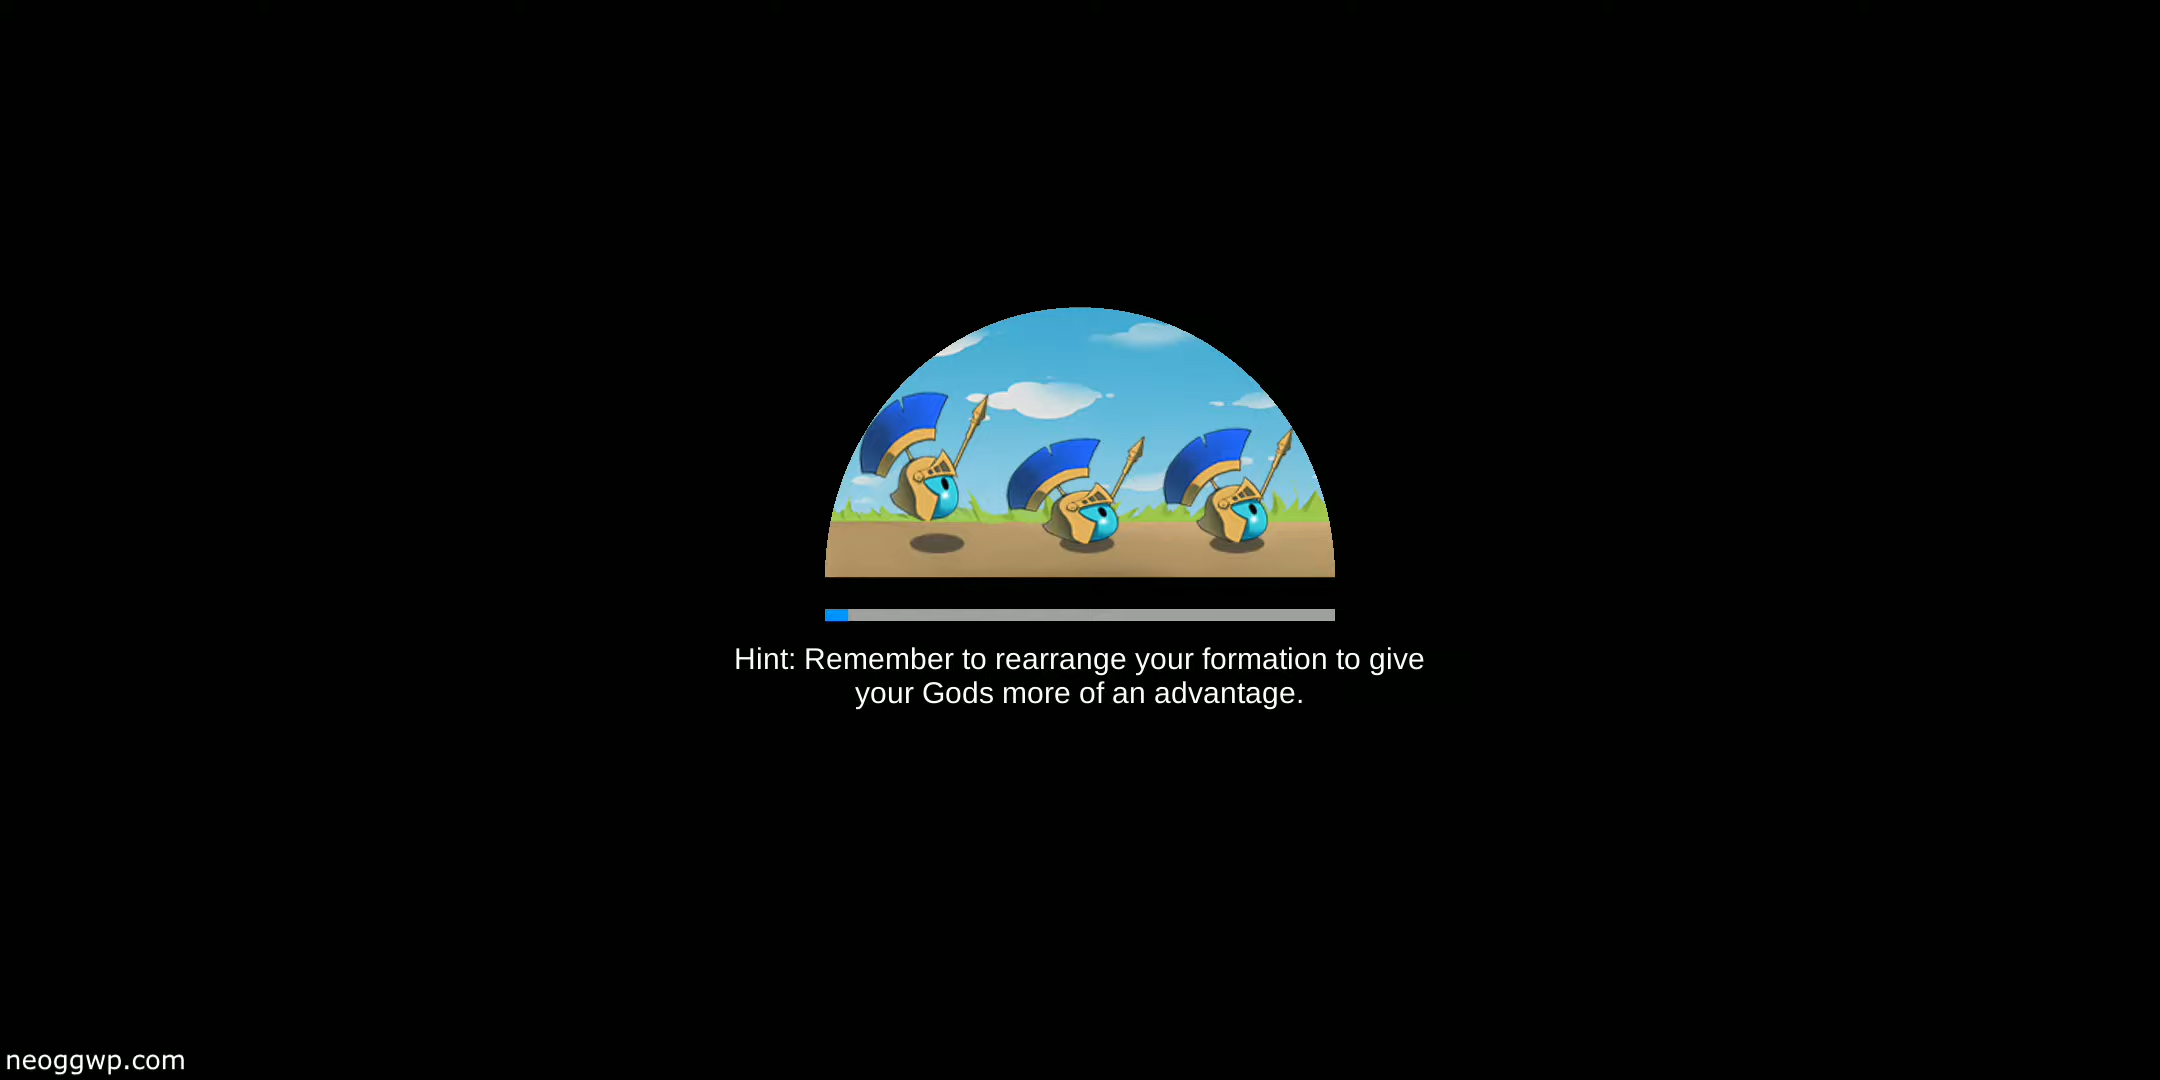 Hint: Remember to rearrange your formation to give
your Gods more of an advantage.
neoggwp.com